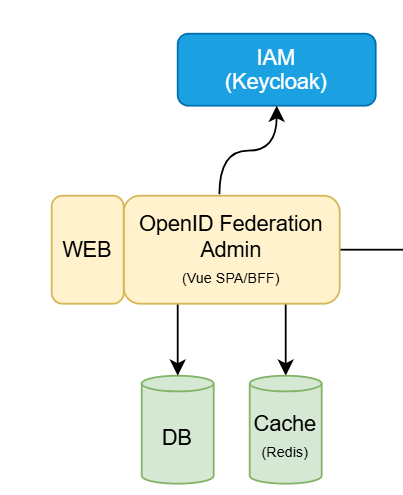 IAM
(Keycloak)
WEB
OpenID Federation
Admin
(Vue SPA/BFF)
DB
Cache
(Redis)